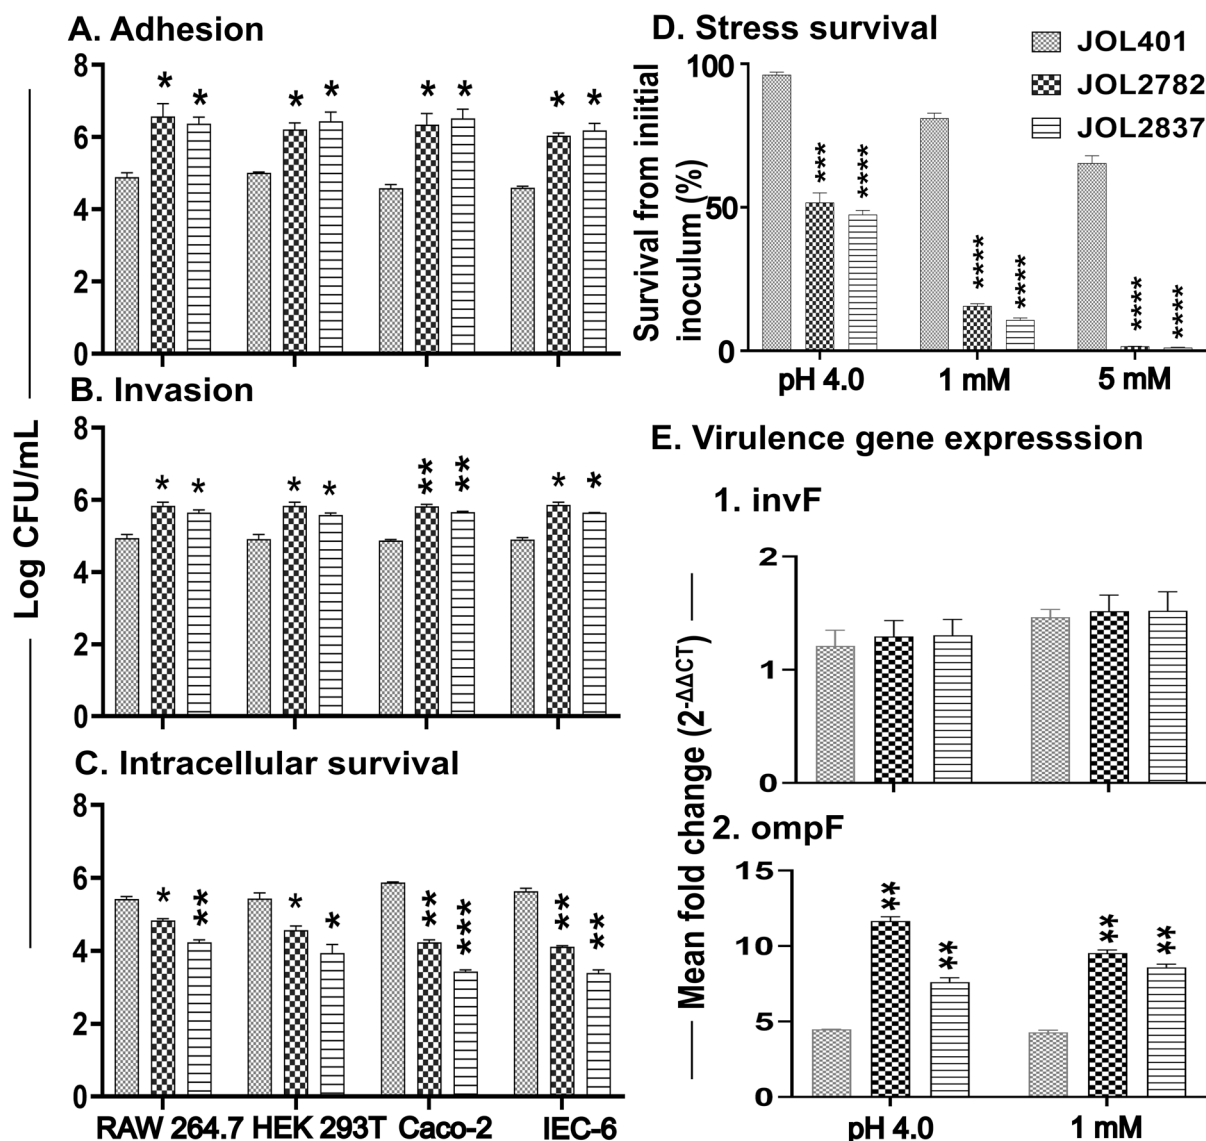 A. Adhesion
8
6
4
2
0
* * * * * * * *
B. Invasion
8
6
4
2
0
* * * * ** ** * *
C. Intracellular survival
8
6
4
2
0
* ** * * ** *** ** **
RAW 264.7 HEK 293T Caco-2 IEC-6
Log CFU/mL
D. Stress survival
JOL401
JOL2782
JOL2837
Survival from iniitial
inoculum (%)
100
50
0
*** **** **** **** **** ****
pH 4.0 1 mM 5 mM
E. Virulence gene expresssion
1. invF
2
1
0
2. ompF
15
10
5
0
** ** ** **
pH 4.0 1 mM
Mean fold change (2-ΔΔCT)